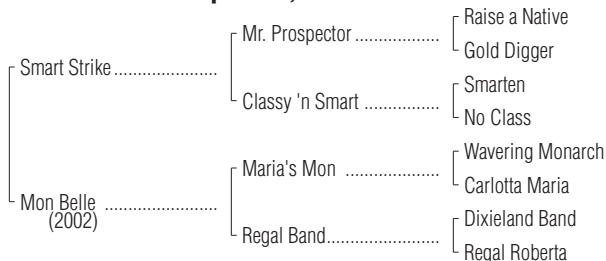 Raise a Native
Mr. Prospector ..................
Gold Digger
Smart Strike ......................
Smarten
Classy 'n Smart .................
No Class
Wavering Monarch
Maria's Mon ....................
Carlotta Maria
Mon Belle ........................
(2002)
Dixieland Band
Regal Band........................
Regal Roberta